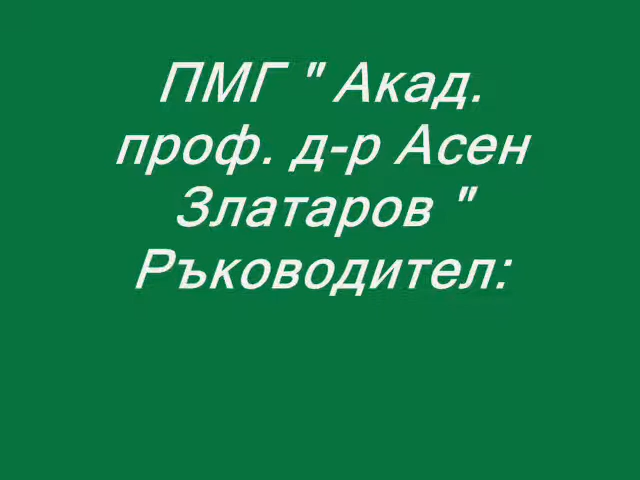 ПМГ " Акад.
проф. д-р Асен
Златаров "
Ръководител: